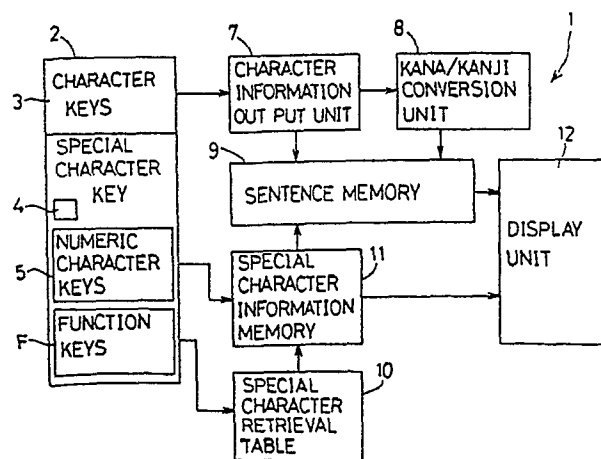 1
2
3
CHARACTER
KEYS
SPECIAL
CHARACTER
KEY
4
5
NUMERIC
CHARACTER
KEYS
F
FUNCTION
KEYS
7
CHARACTER
INFORMATION
OUT PUT UNIT
8
KANA/KANJI
CONVERSION
UNIT
9
SENTENCE MEMORY
12
DISPLAY
UNIT
11
SPECIAL
CHARACTER
INFORMATION
MEMORY
10
SPECIAL
CHARACTER
RETRIEVAL
TABLE